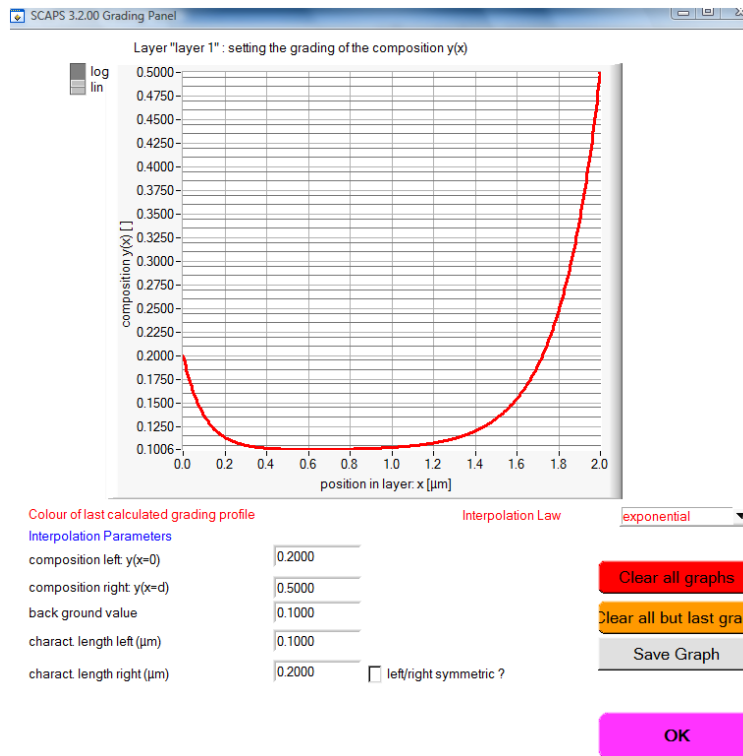 SCAPS 3.2.00 Grading Panel
Layer "layer 1" : setting the grading of the composition y(x)
log
lin
composition y(x) [ ]
0.5000
0.4750
0.4500
0.4250
0.4000
0.3750
0.3500
0.3250
0.3000
0.2750
0.2500
0.2250
0.2000
0.1750
0.1500
0.1250
0.1006
0.0 0.2 0.4 0.6 0.8 1.0 1.2 1.4 1.6 1.8 2.0
position in layer: x [µm]
Colour of last calculated grading profile
Interpolation Law exponential
Interpolation Parameters
composition left: y(x=0) 0.2000
composition right: y(x=d) 0.5000
back ground value 0.1000
charact. length left (µm) 0.1000
charact. length right (µm) 0.2000
left/right symmetric ?
Clear all graphs
Clear all but last gra
Save Graph
OK